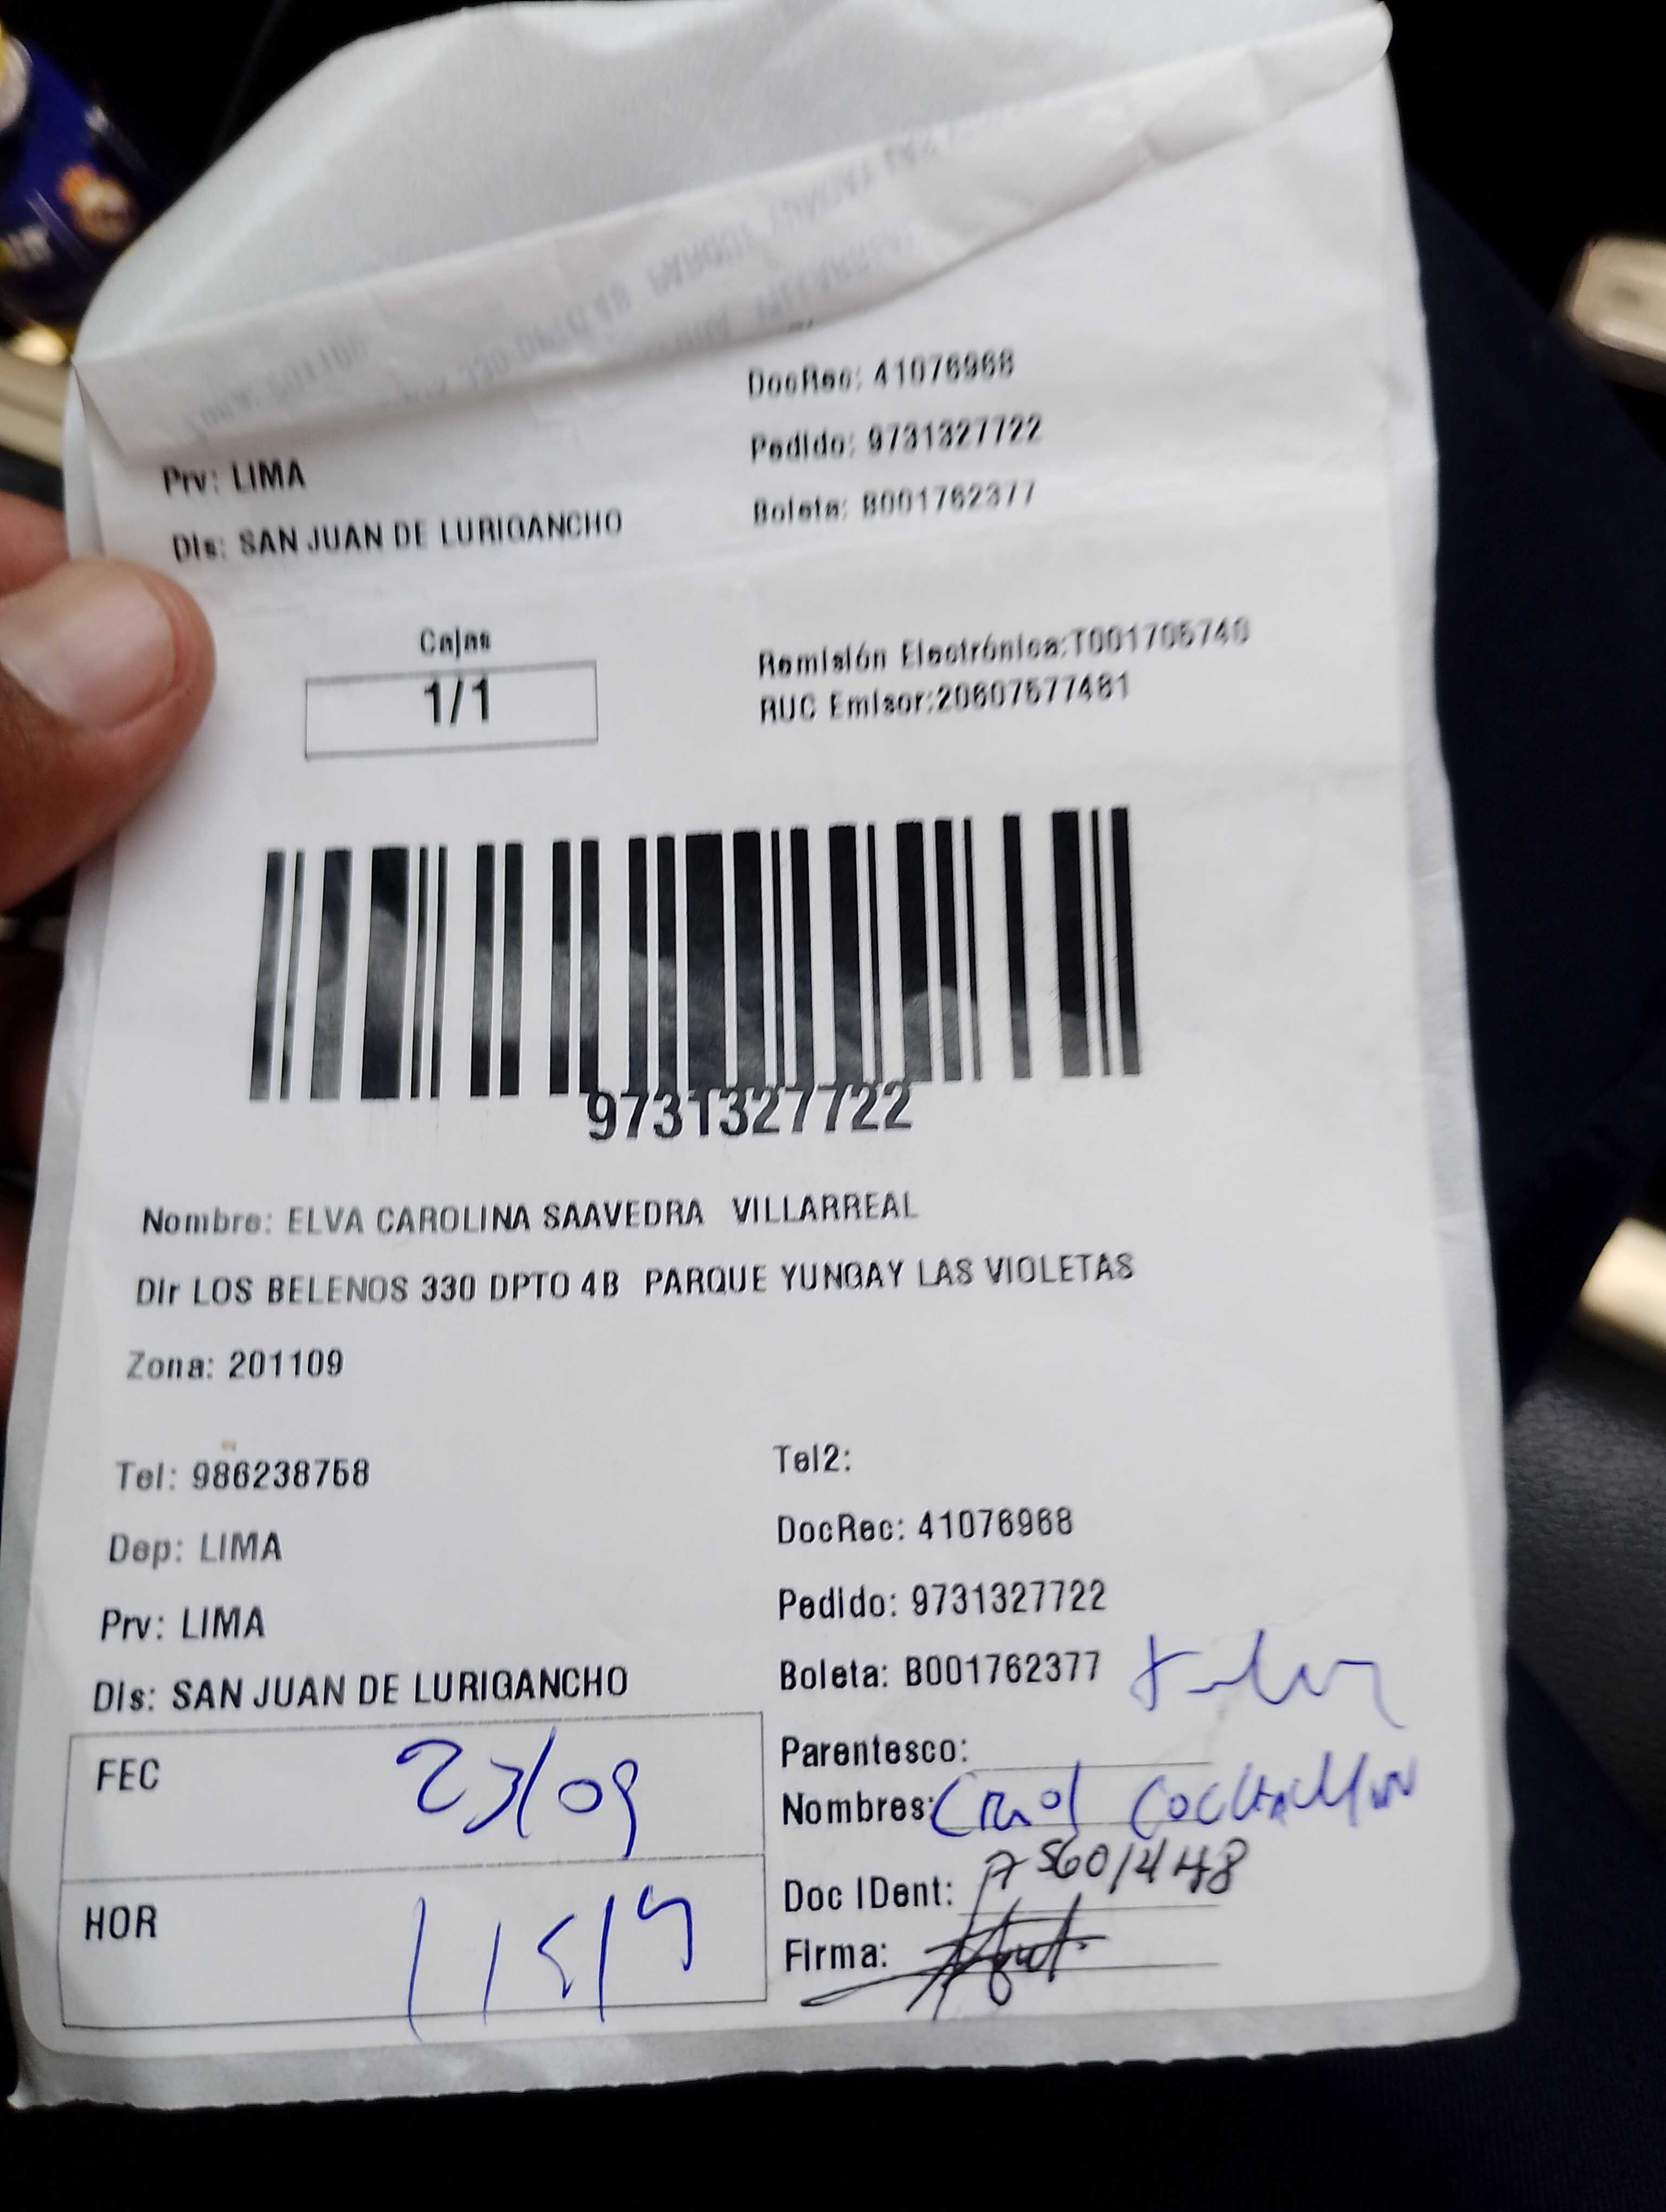 Prv: LIMA
Dis: SAN JUAN DE LURIGANCHO
DocRec: 41076968
Pedido: 9731327722
Boleta: B001762377
Cajas
1/1
Remisión Electrónica:T001705740
RUC Emisor:20607577481
9731327722
Nombre: ELVA CAROLINA SAAVEDRA VILLARREAL
Dir LOS BELENOS 330 DPTO 4B PARQUE YUNGAY LAS VIOLETAS
Zona: 201109
Tel: 986238758
Dep: LIMA
Prv: LIMA
Dis: SAN JUAN DE LURIGANCHO
Tel2:
DocRec: 41076968
Pedido: 9731327722
Boleta: B001762377
FEC 23/09
HOR
Parentesco:
Nombres:
Doc IDent:
Firma: